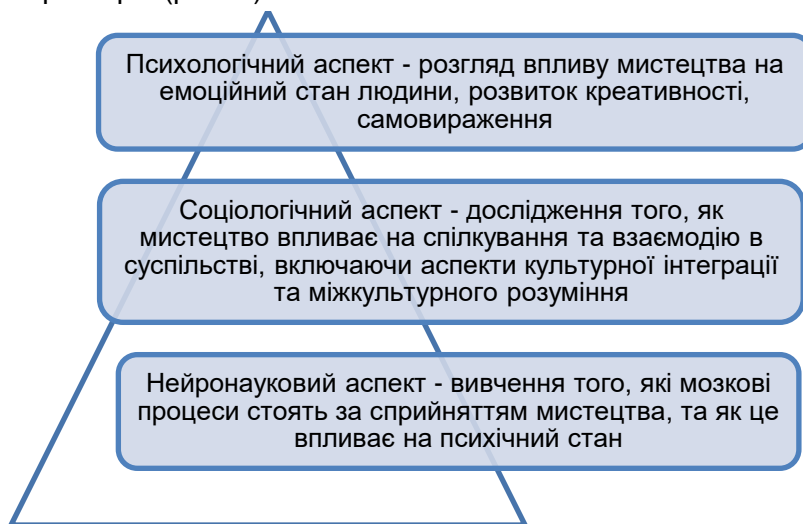 Психологічний аспект - розгляд впливу мистецтва на
емоційний стан людини, розвиток креативності,
самовираження
Соціологічний аспект - дослідження того, як
мистецтво впливає на спілкування та взаємодію в
суспільстві, включаючи аспекти культурної інтеграції
та міжкультурного розуміння
Нейронауковий аспект - вивчення того, які мозкові
процеси стоять за сприйняттям мистецтва, та як це
впливає на психічний стан